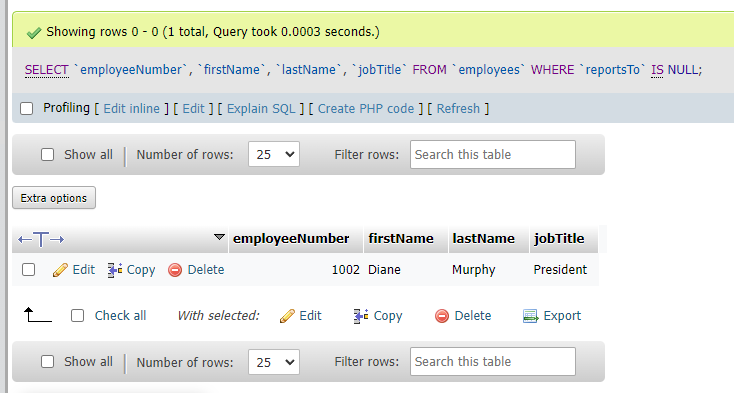 Showing rows 0 - 0 (1 total, Query took 0.0003 seconds.)
SELECT `employeeNumber`, `firstName`, `lastName`, `jobTitle` FROM `employees` WHERE `reportsTo` IS NULL;
Profiling [ Edit inline ] [ Edit ] [ Explain SQL ] [ Create PHP code ] [ Refresh ]
Show all | Number of rows: 25 Filter rows: Search this table
Extra options
←T→ employeeNumber firstName lastName jobTitle
Edit Copy Delete 1002 Diane Murphy President
Check all With selected: Edit Copy Delete Export
Show all | Number of rows: 25 Filter rows: Search this table